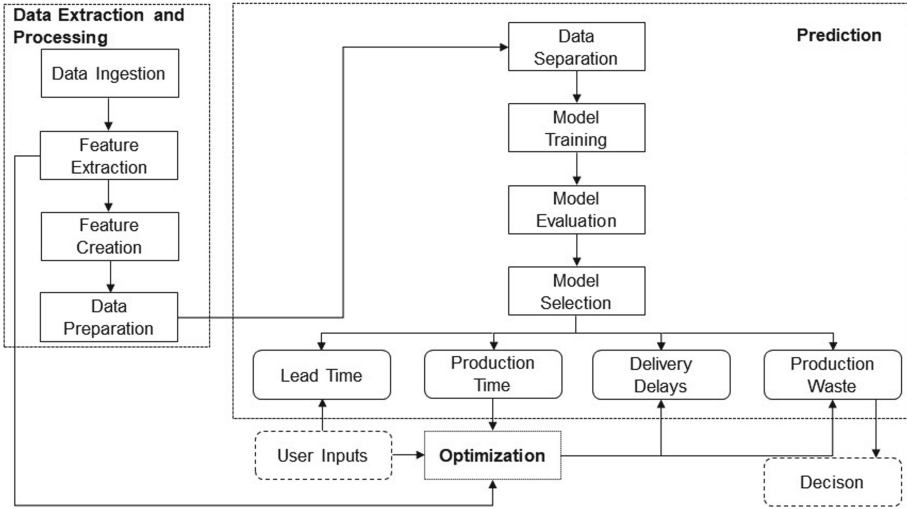 Data Extraction and
Processing
Data Ingestion
Feature
Extraction
Feature
Creation
Data
Preparation
Prediction
Data
Separation
Model
Training
Model
Evaluation
Model
Selection
Lead Time
Production
Time
Delivery
Delays
Production
Waste
User Inputs
Optimization
Decison